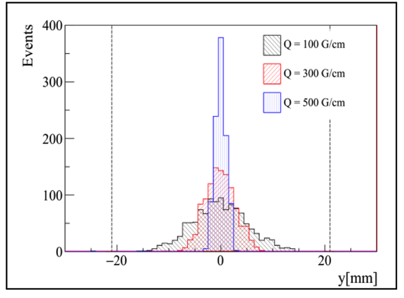 Events
400
300
200
100
0
Q = 100 G/cm
Q = 300 G/cm
Q = 500 G/cm
−20
0
20
y[mm]